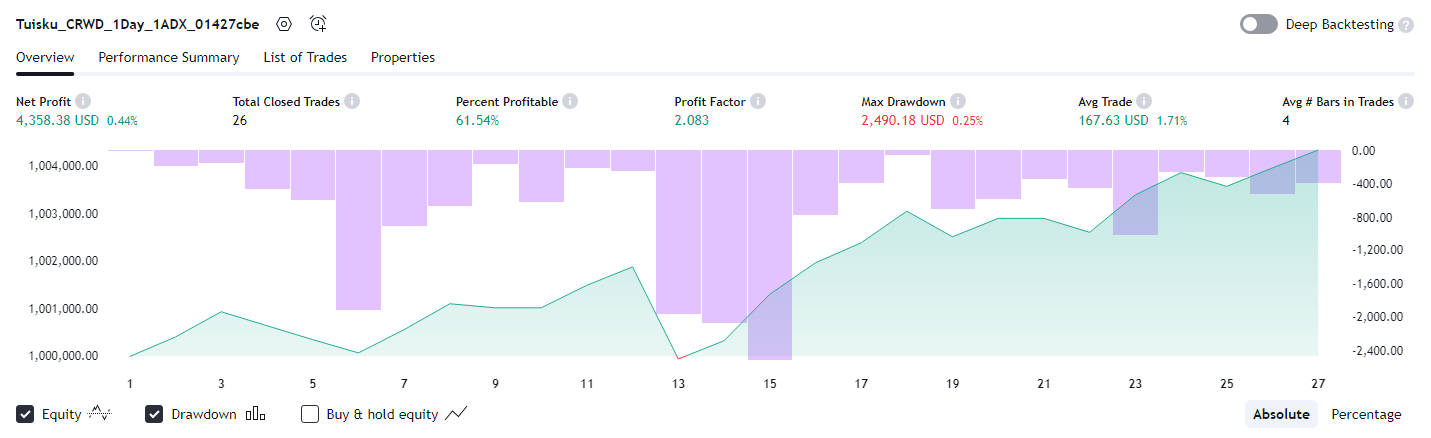 Tuisku_CRWD_1Day_1ADX_01427cbe
Deep Backtesting ?
Overview Performance Summary List of Trades Properties
Net Profit i Total Closed Trades i Percent Profitable i Profit Factor i Max Drawdown i Avg Trade i Avg # Bars in Trades i
4,358.38 USD 0.44% 26 61.54% 2.083 2,490.18 USD 0.25% 167.63 USD 1.71% 4
1,004,000.00 0.00
1,003,000.00 -400.00
1,002,000.00 -800.00
1,001,000.00 -1,200.00
1,000,000.00 -1,600.00
-2,000.00
-2,400.00
1 3 5 7 9 11 13 15 17 19 21 23 25 27
Equity Drawdown Buy & hold equity Absolute Percentage